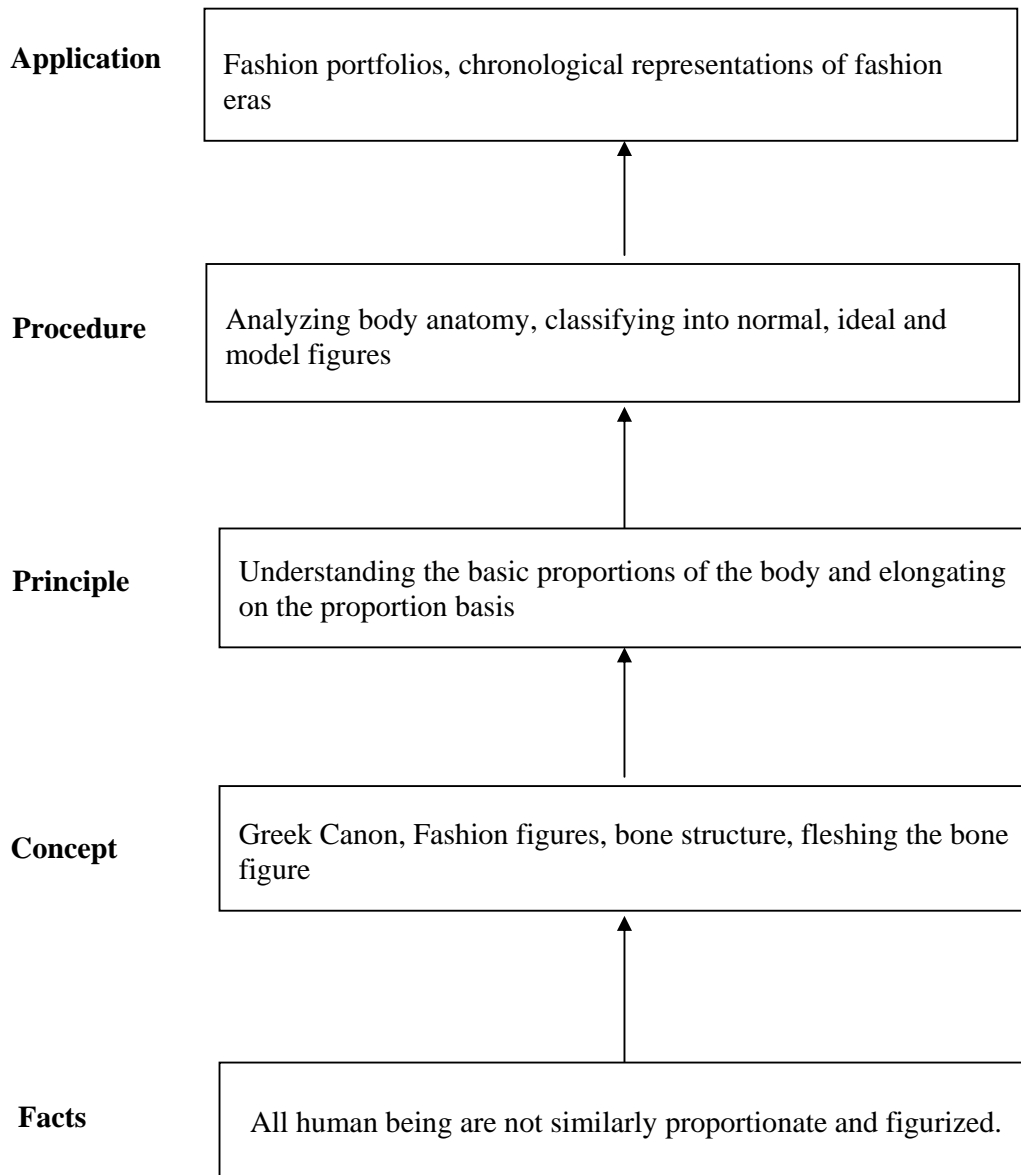 Application
Fashion portfolios, chronological representations of fashion
eras
Procedure
Analyzing body anatomy, classifying into normal, ideal and
model figures
Principle
Understanding the basic proportions of the body and elongating
on the proportion basis
Concept
Greek Canon, Fashion figures, bone structure, fleshing the bone
figure
Facts
All human being are not similarly proportionate and figurized.